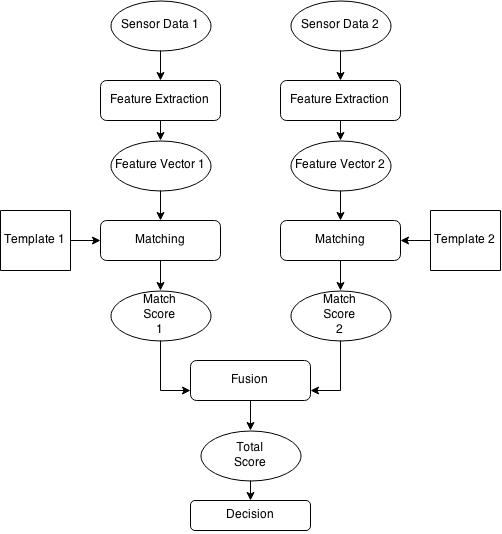 Sensor Data 1
Sensor Data 2
Feature Extraction
Feature Extraction
Feature Vector 1
Feature Vector 2
Template 1
Matching
Matching
Template 2
Match
Score
1
Match
Score
2
Fusion
Total
Score
Decision